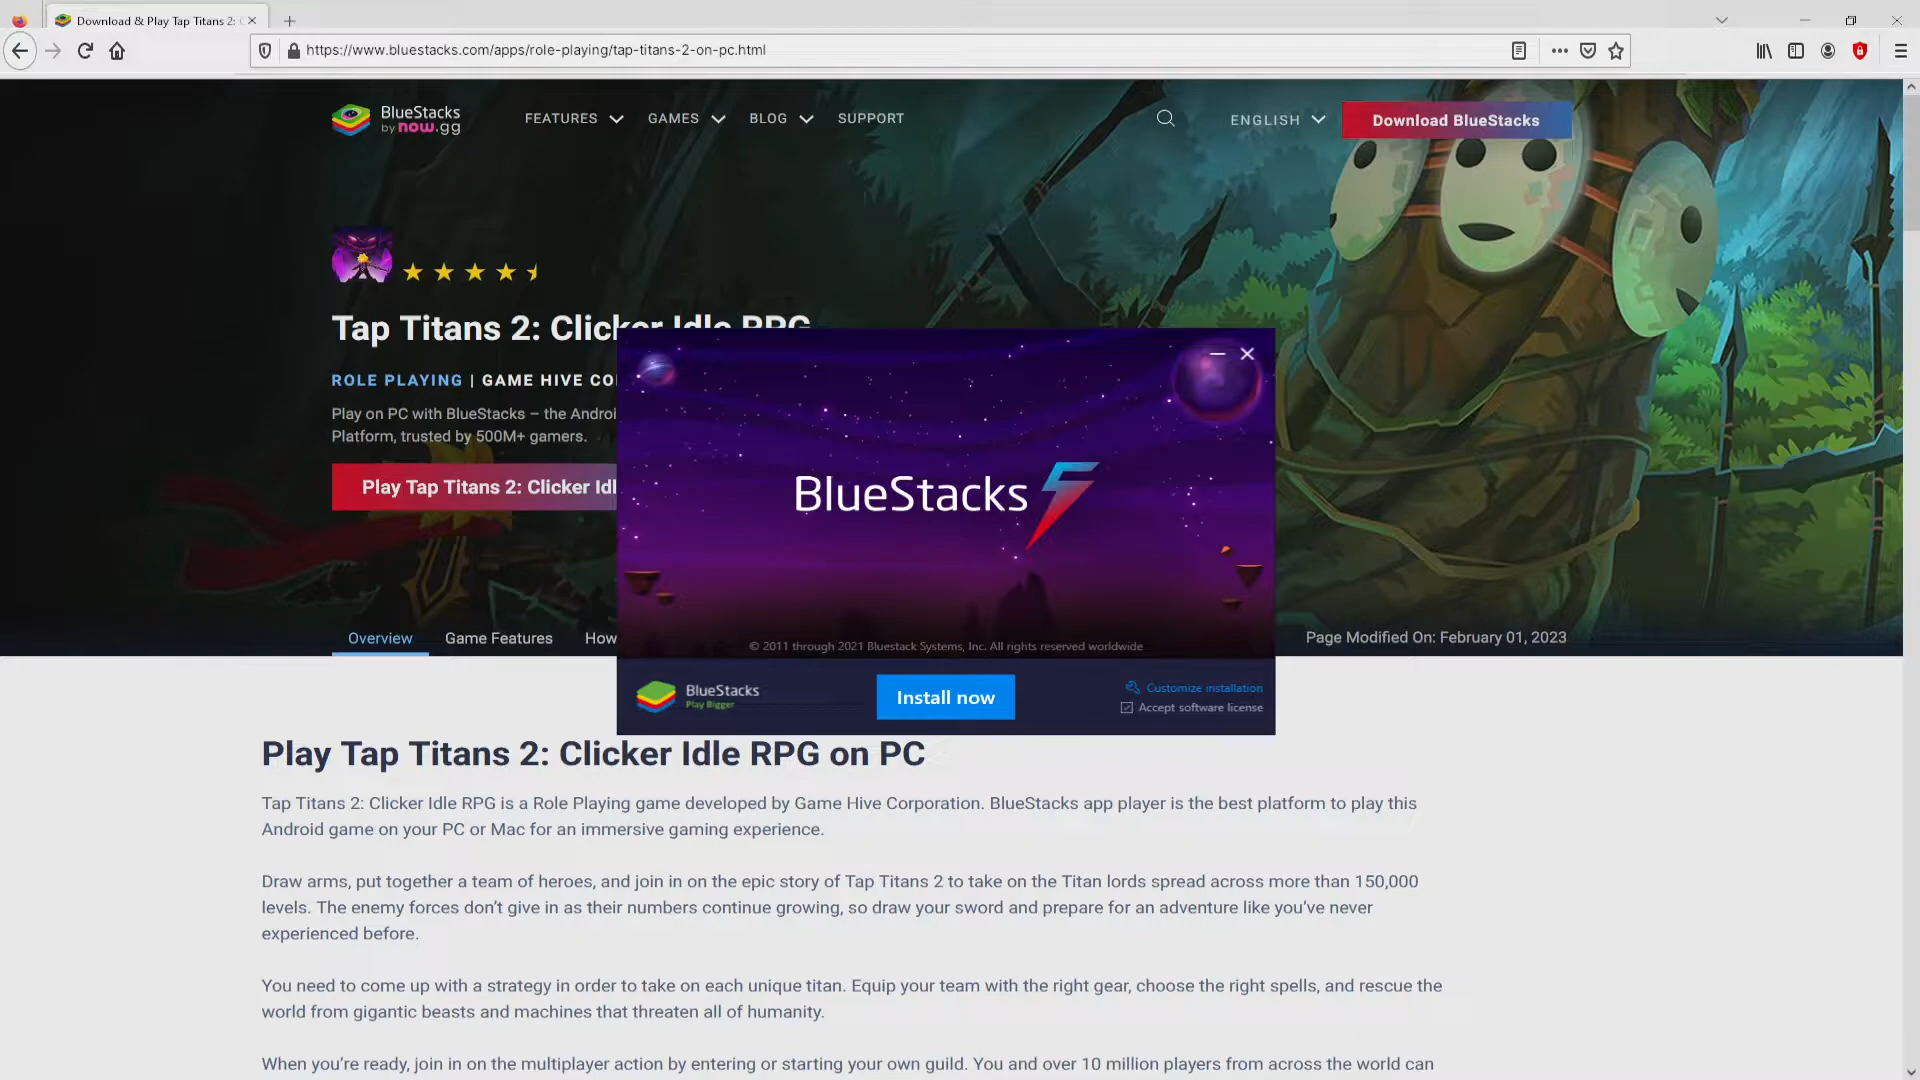 Download & Play Tap Titans 2:
https://www.bluestacks.com/apps/role-playing/tap-titans-2-on-pc.html
BlueStacks
by now.gg
FEATURES
GAMES
BLOG
SUPPORT
ENGLISH
Download BlueStacks
Tap Titans 2: Clicker Idle RPG
ROLE PLAYING | GAME HIVE CO
Play on PC with BlueStacks – the Androi
Platform, trusted by 500M+ gamers.
Play Tap Titans 2: Clicker Idl
BlueStacks 5
© 2011 through 2021 Bluestack Systems, Inc. All rights reserved worldwide
Overview
Game Features
How
Page Modified On: February 01, 2023
BlueStacks
Play Bigger
Install now
Customize installation
Accept software license
Play Tap Titans 2: Clicker Idle RPG on PC
Tap Titans 2: Clicker Idle RPG is a Role Playing game developed by Game Hive Corporation. BlueStacks app player is the best platform to play this
Android game on your PC or Mac for an immersive gaming experience.
Draw arms, put together a team of heroes, and join in on the epic story of Tap Titans 2 to take on the Titan lords spread across more than 150,000
levels. The enemy forces don’t give in as their numbers continue growing, so draw your sword and prepare for an adventure like you’ve never
experienced before.
You need to come up with a strategy in order to take on each unique titan. Equip your team with the right gear, choose the right spells, and rescue the
world from gigantic beasts and machines that threaten all of humanity.
When you’re ready, join in on the multiplayer action by entering or starting your own guild. You and over 10 million players from across the world can